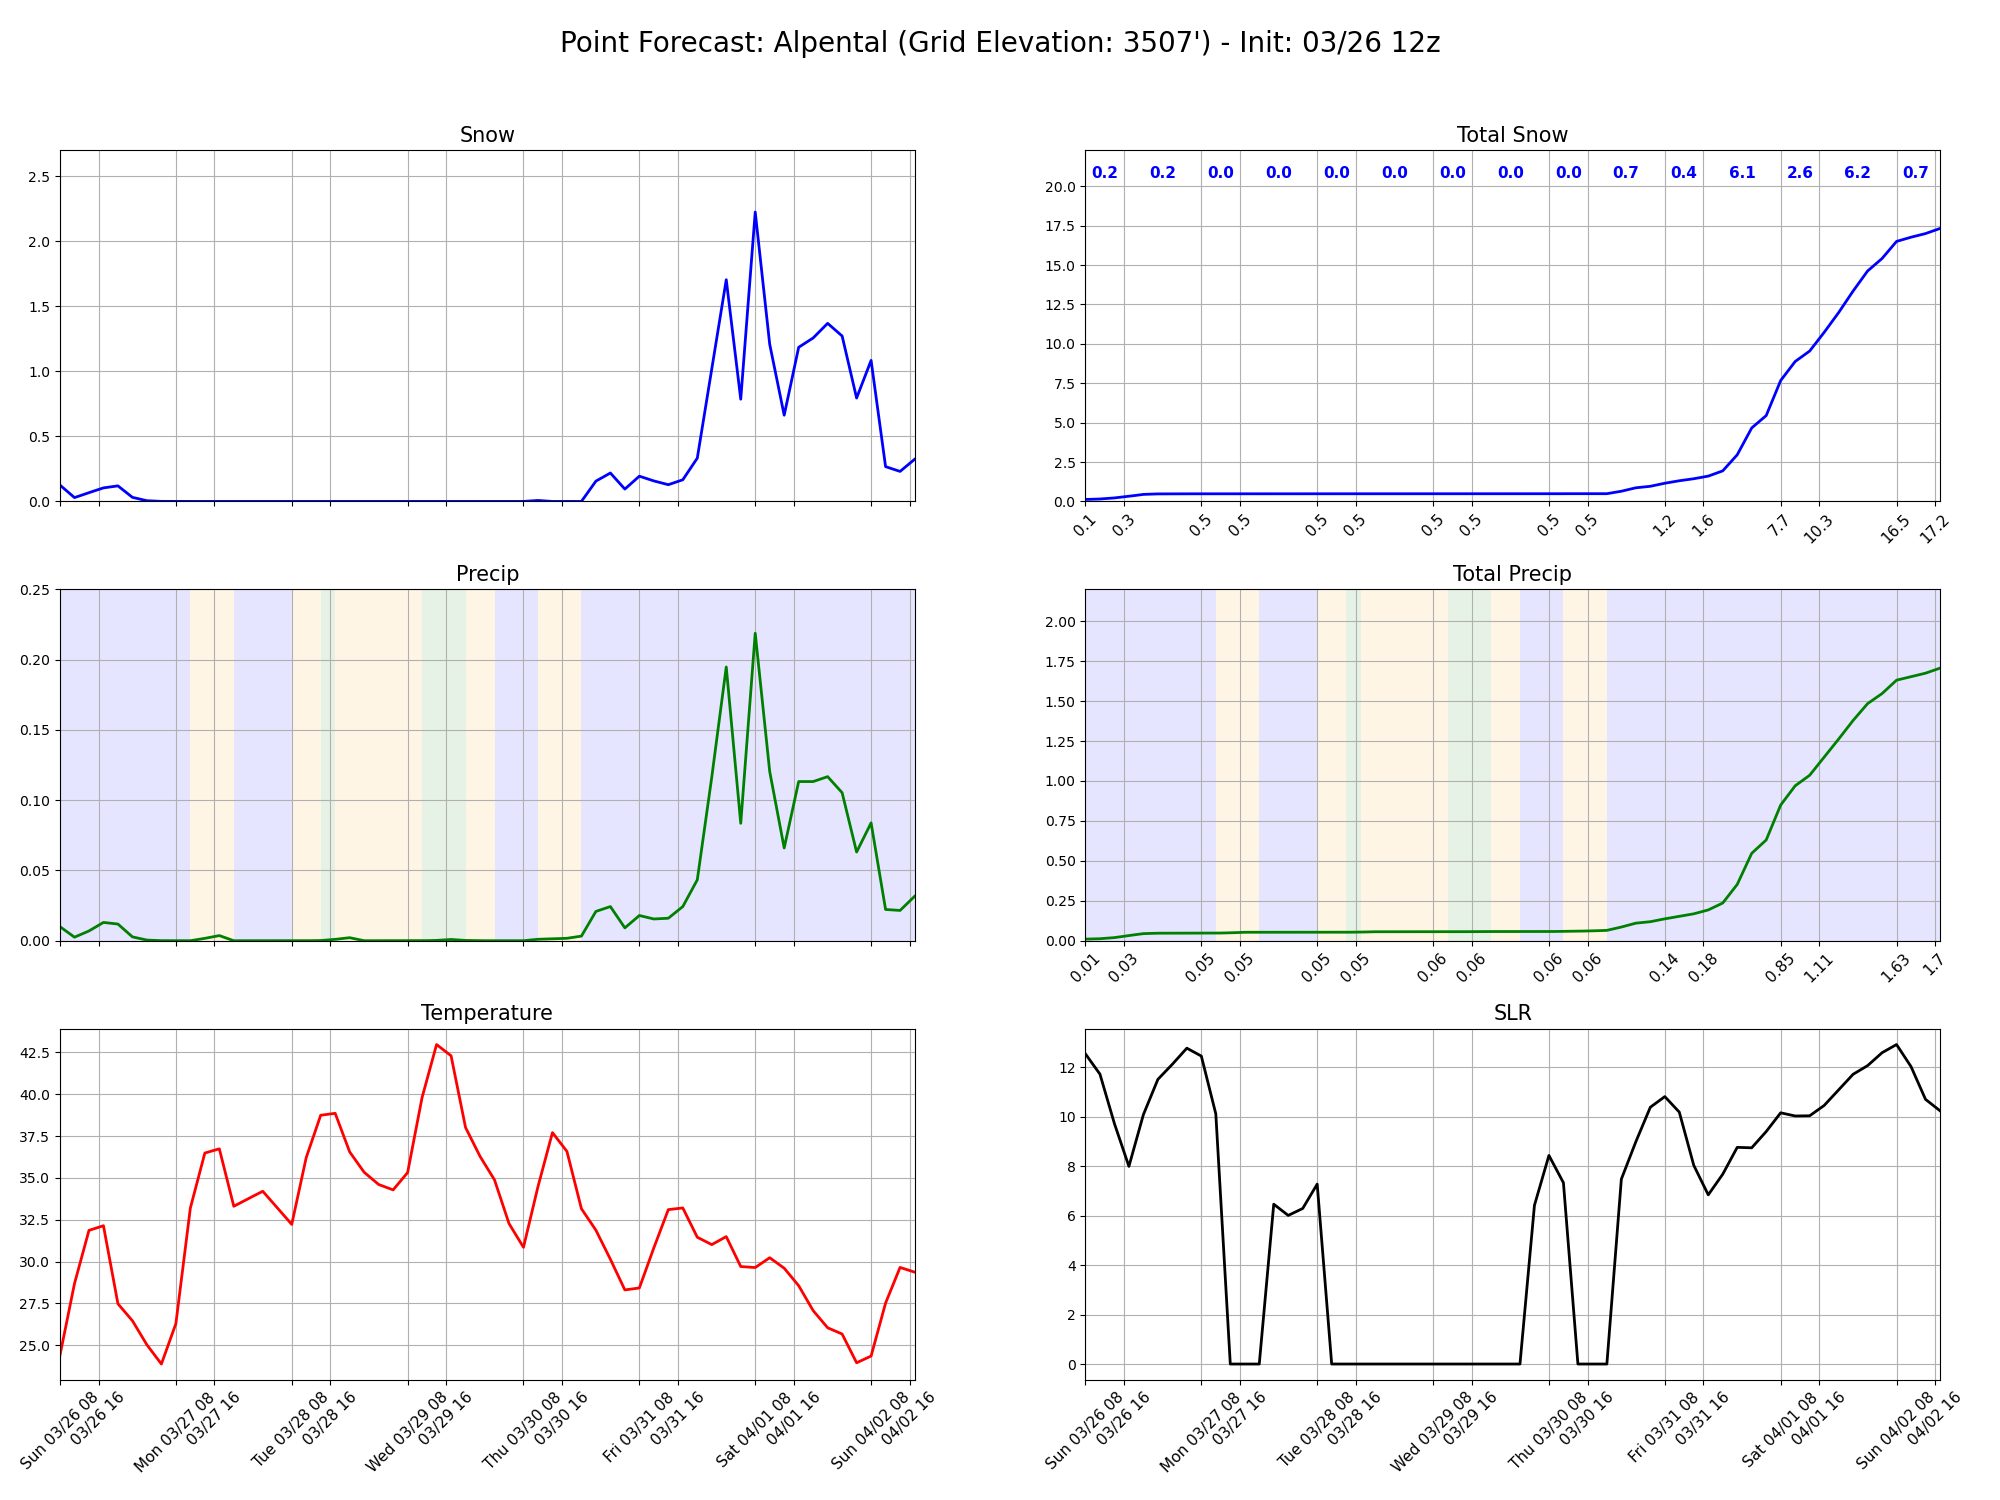 Point Forecast: Alpental (Grid Elevation: 3507') - Init: 03/26 12z
Snow
2.5
2.0
1.5
1.0
0.5
0.0
Total Snow
0.2 0.2 0.0 0.0 0.0 0.0 0.0 0.0 0.0 0.7 0.4 6.1 2.6 6.2 0.7
20.0
17.5
15.0
12.5
10.0
7.5
5.0
2.5
0.0
0.1 0.3 0.5 0.5 0.5 0.5 0.5 0.5 0.5 0.5 1.2 1.6 7.7 10.3 16.5 17.2
Precip
0.25
0.20
0.15
0.10
0.05
0.00
Total Precip
2.00
1.75
1.50
1.25
1.00
0.75
0.50
0.25
0.00
0.01 0.03 0.05 0.05 0.05 0.05 0.06 0.06 0.06 0.06 0.14 0.18 0.85 1.11 1.63 1.7
Temperature
42.5
40.0
37.5
35.0
32.5
30.0
27.5
25.0
Sun 03/26 08
03/26 16
Mon 03/27 08
03/27 16
Tue 03/28 08
03/28 16
Wed 03/29 08
03/29 16
Thu 03/30 08
03/30 16
Fri 03/31 08
03/31 16
Sat 04/01 08
04/01 16
Sun 04/02 08
04/02 16
SLR
12
10
8
6
4
2
0
Sun 03/26 08
03/26 16
Mon 03/27 08
03/27 16
Tue 03/28 08
03/28 16
Wed 03/29 08
03/29 16
Thu 03/30 08
03/30 16
Fri 03/31 08
03/31 16
Sat 04/01 08
04/01 16
Sun 04/02 08
04/02 16